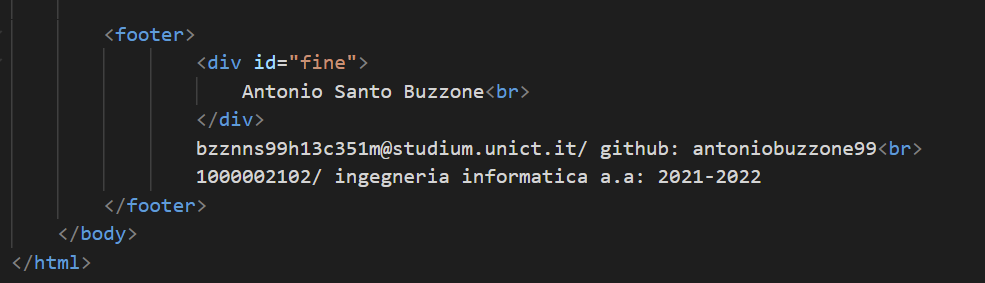 <footer>
<div id="fine">
Antonio Santo Buzzone<br>
</div>
bzznns99h13c351m@studium.unict.it/ github: antoniobuzzone99<br>
1000002102/ ingegneria informatica a.a: 2021-2022
</footer>
</body>
</html>